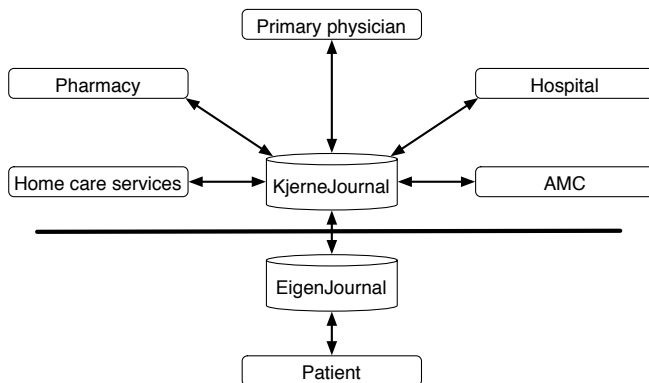 Primary physician
Pharmacy
Hospital
Home care services
KjerneJournal
AMC
EigenJournal
Patient